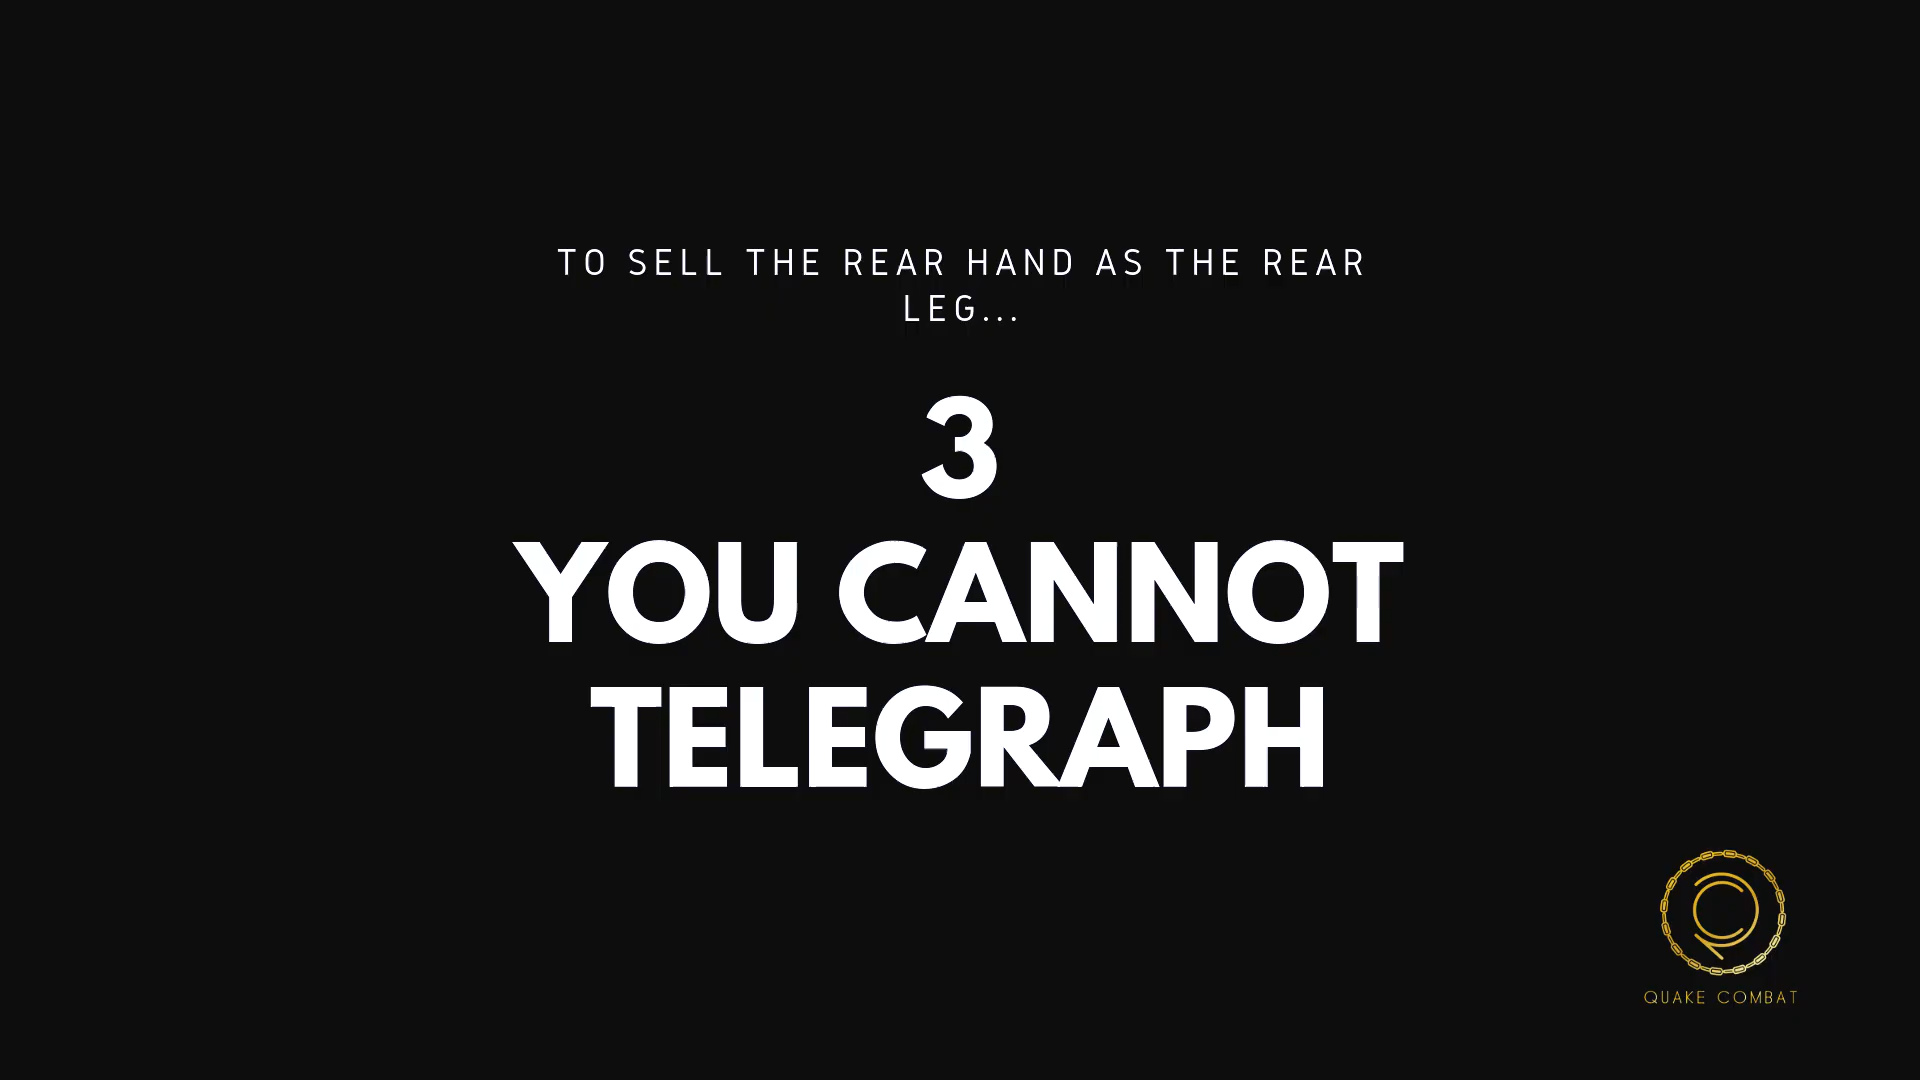 TO SELL THE REAR HAND AS THE REAR
LEG...
3
YOU CANNOT
TELEGRAPH
QUAKE COMBAT